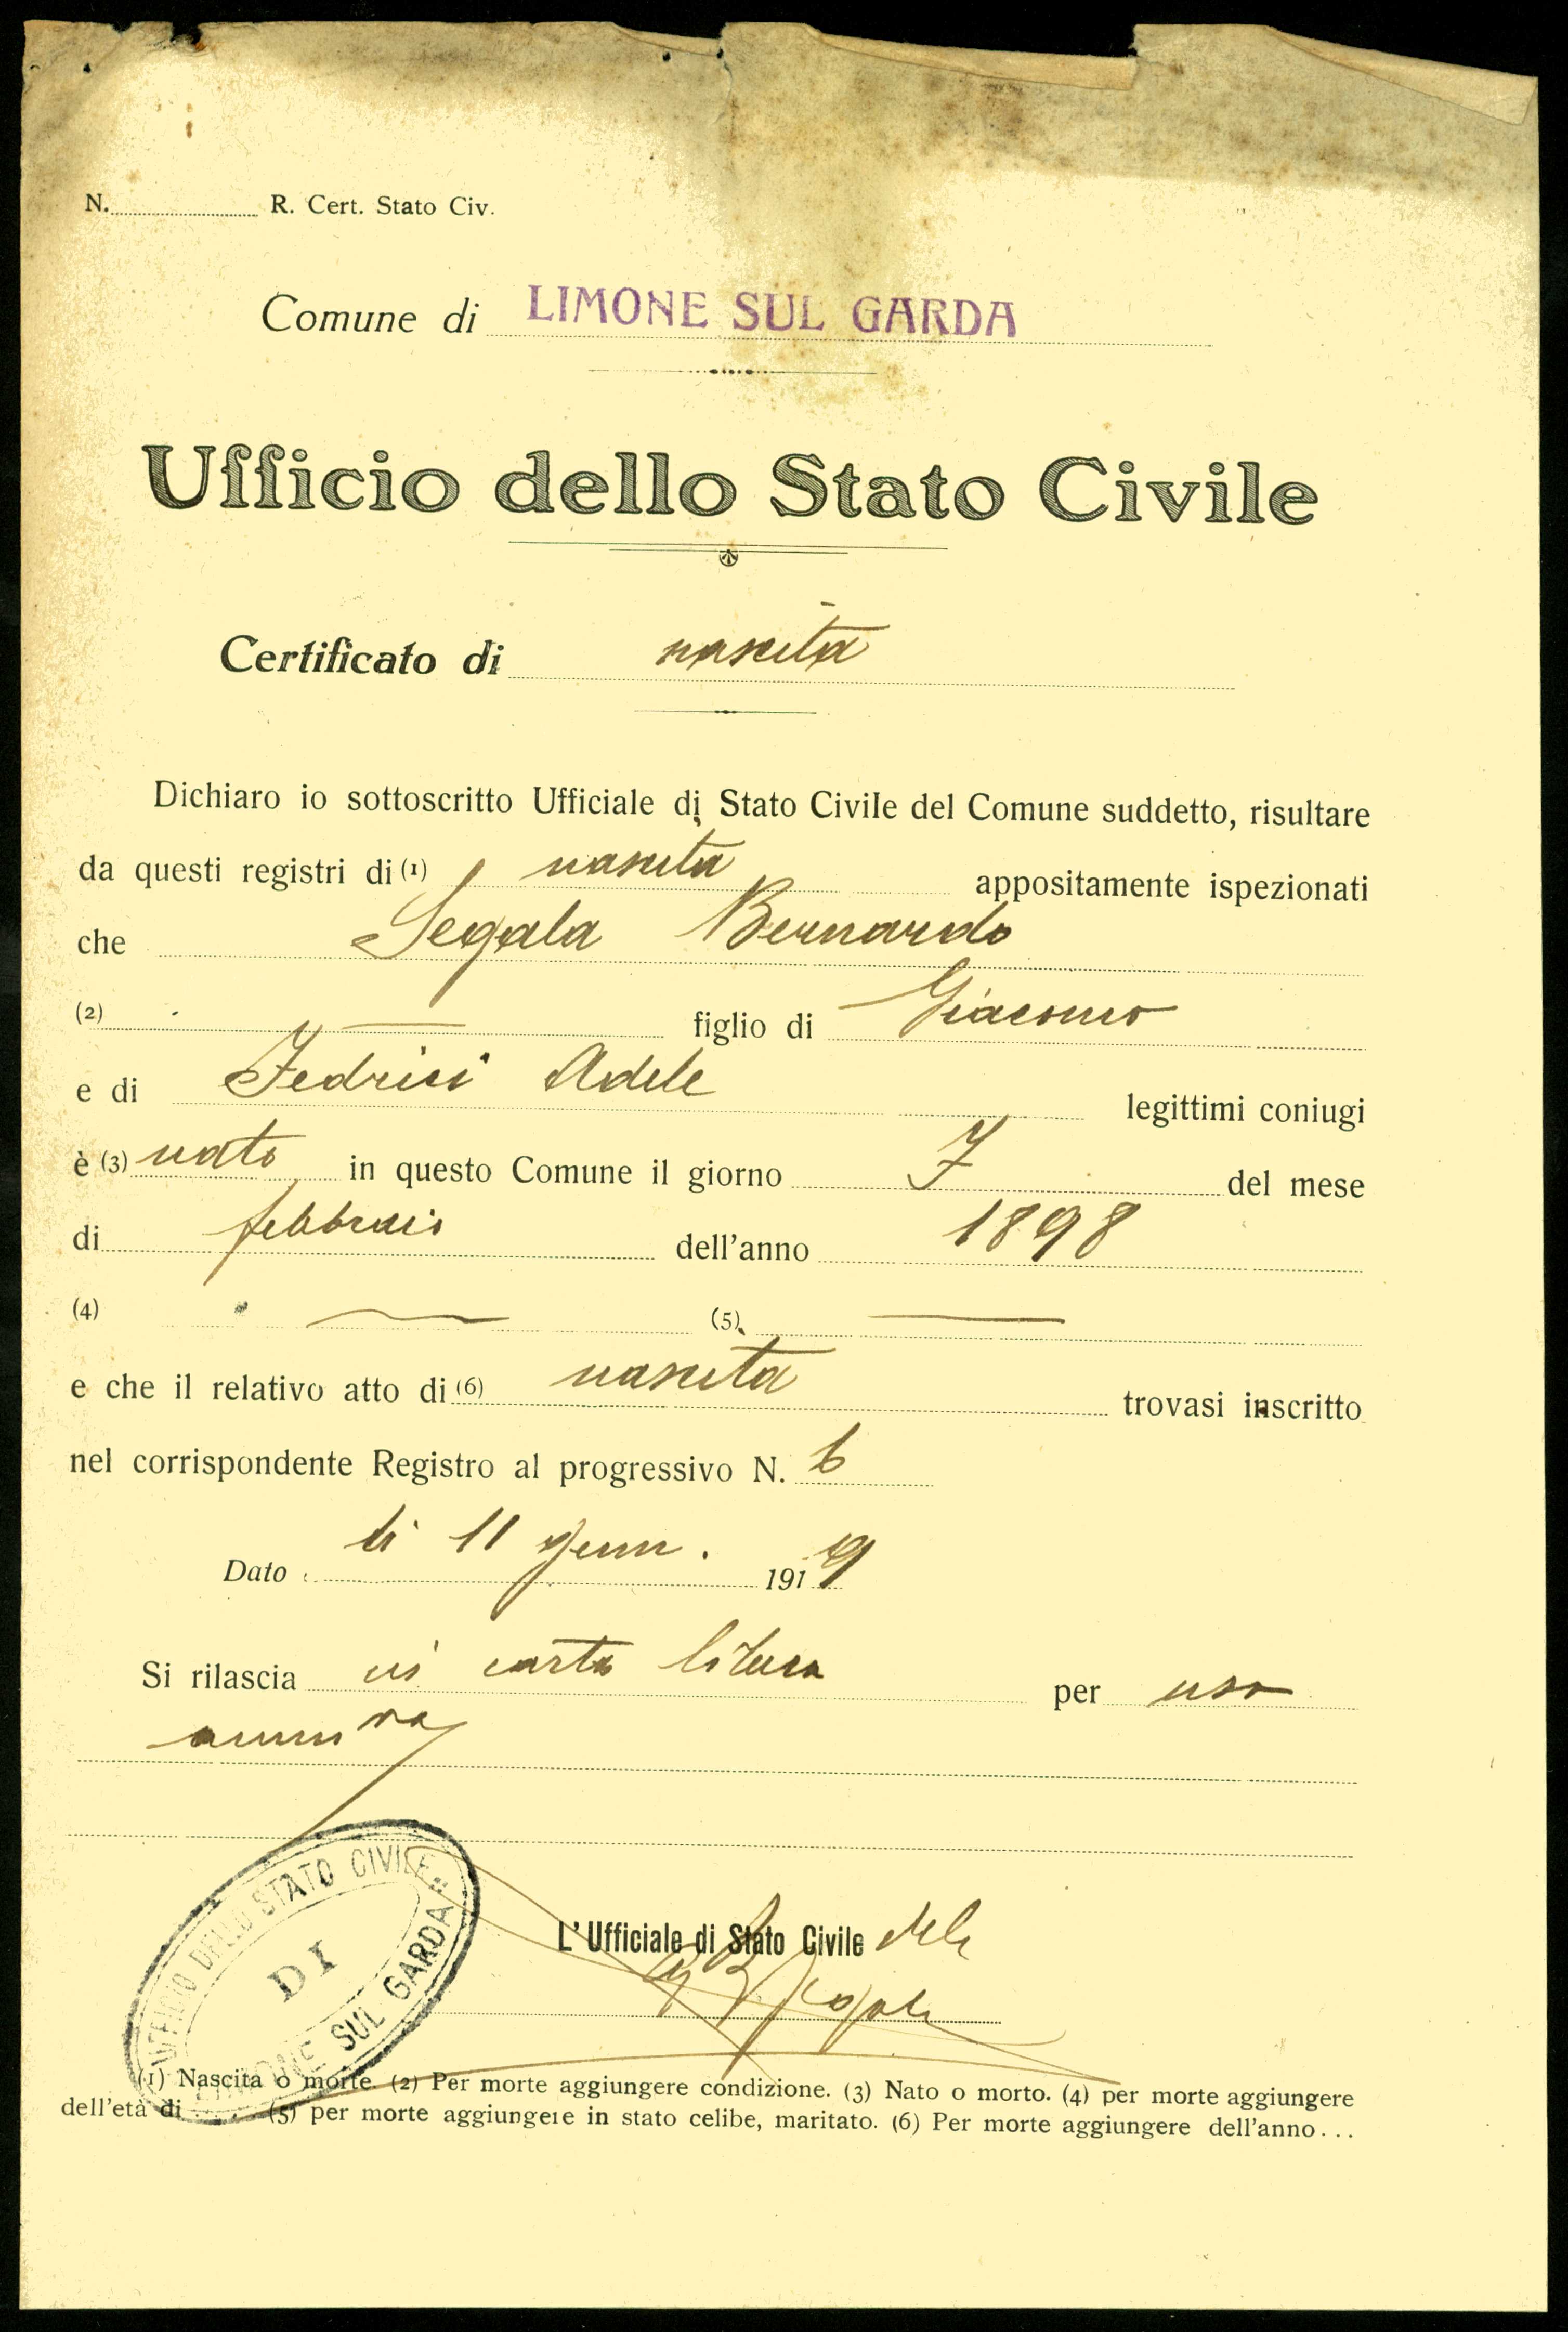 N. R. Cert. Stato Civ.
Comune di LIMONE SUL GARDA
Ufficio dello Stato Civile
Certificato di nascita
Dichiaro io sottoscritto Ufficiale di Stato Civile del Comune suddetto, risultare
da questi registri di (1) nascita appositamente ispezionati
che Segala Bernardo
(2) — figlio di Giacomo
e di Fedrici Adele legittimi coniugi
è (3) nato in questo Comune il giorno 7 del mese
di febbraio dell'anno 1898
(4) — (5) —
e che il relativo atto di (6) nascita trovasi inscritto
nel corrispondente Registro al progressivo N. 6
Dato li 11 genn. 1919
Si rilascia in carta libera per uso
ammva
UFFICIO DELLO STATO CIVILE
DI
LIMONE SUL GARDA
L'Ufficiale di Stato Civile dele
Segala
(1) Nascita o morte. (2) Per morte aggiungere condizione. (3) Nato o morto. (4) per morte aggiungere
dell'età di ...... (5) per morte aggiungere in stato celibe, maritato. (6) Per morte aggiungere dell'anno...